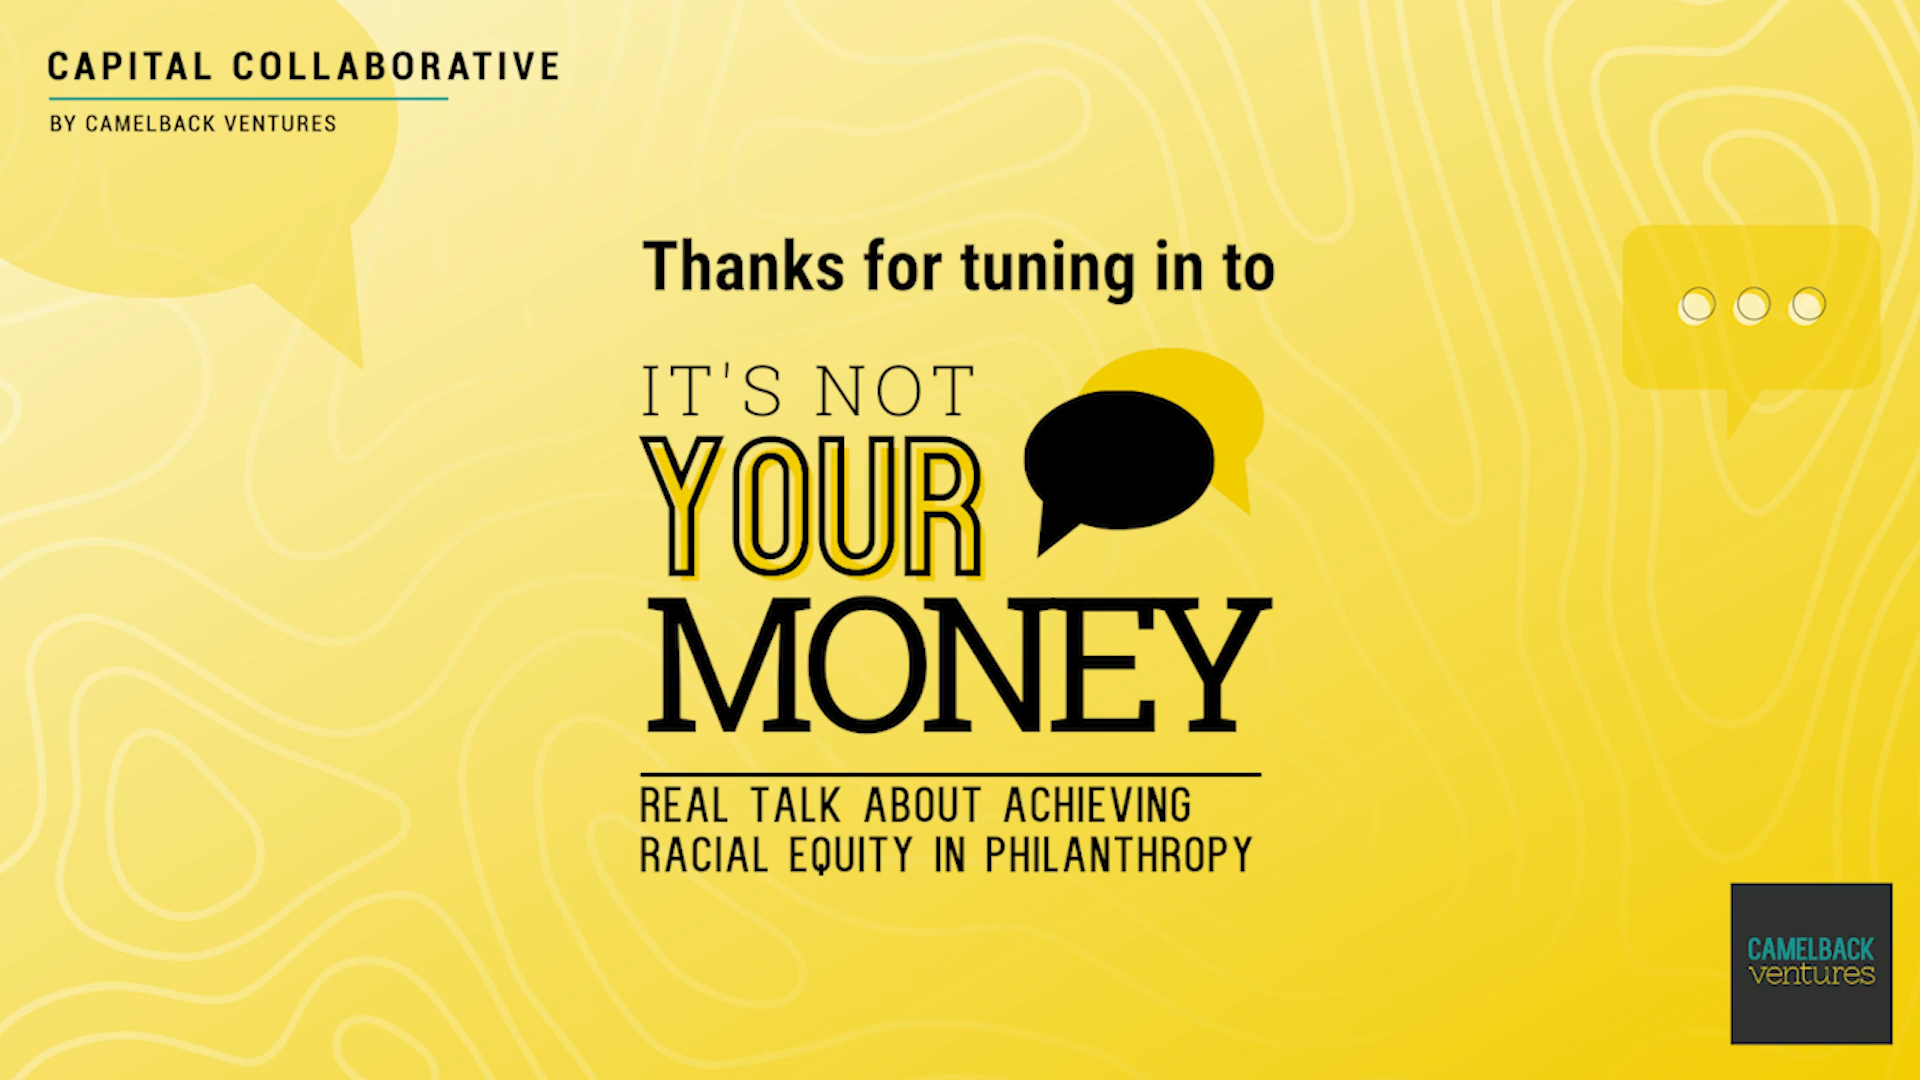 CAPITAL COLLABORATIVE
BY CAMELBACK VENTURES
Thanks for tuning in to
IT'S NOT
YOUR
MONEY
REAL TALK ABOUT ACHIEVING
RACIAL EQUITY IN PHILANTHROPY
CAMELBACK
ventures